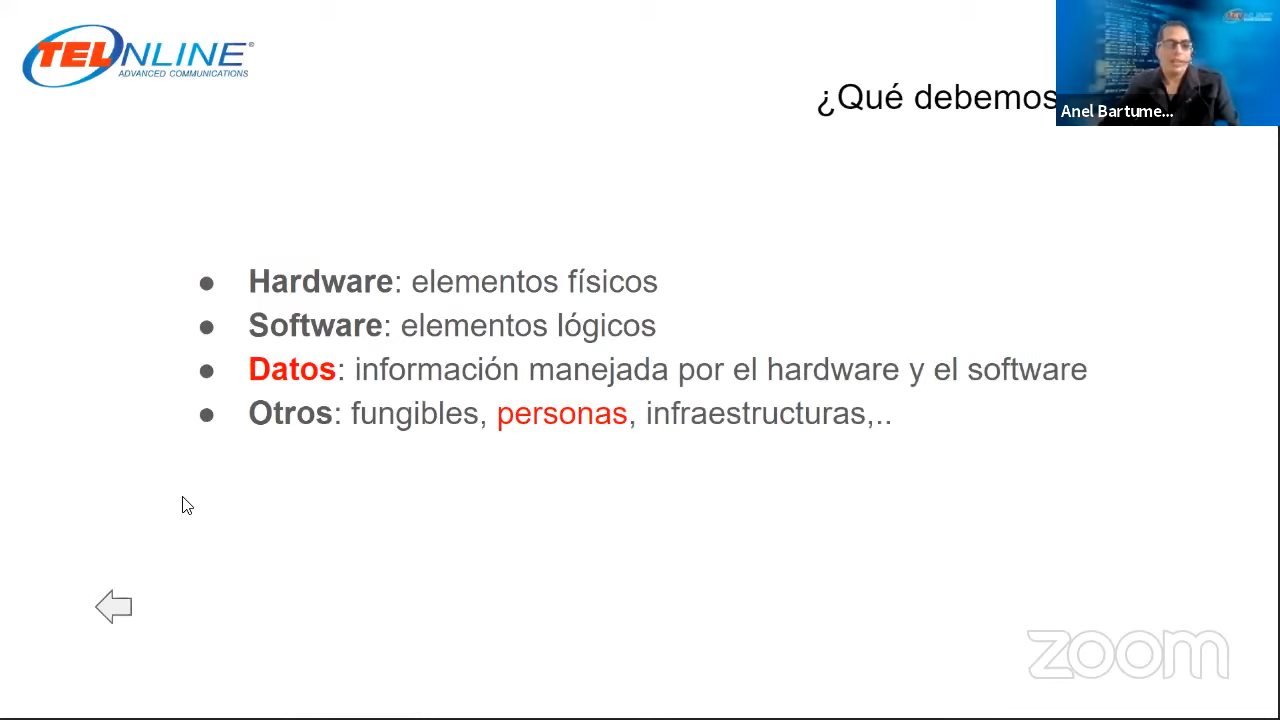 TELNLINE®
ADVANCED COMMUNICATIONS
¿Qué debemos
Anel Bartume...
● Hardware: elementos físicos
● Software: elementos lógicos
● Datos: información manejada por el hardware y el software
● Otros: fungibles, personas, infraestructuras,..
zoom